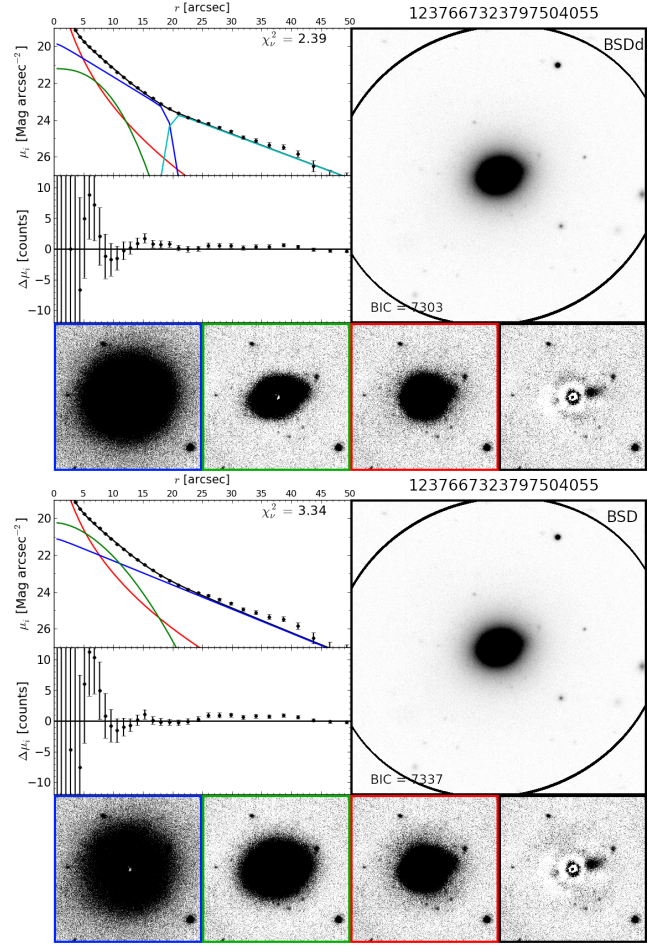 r [arcsec]
1237667323797504055
0 5 10 15 20 25 30 35 40 45 50
χ²ᵥ = 2.39
BSDd
μᵢ [Mag arcsec⁻²]
20
22
24
26
Δμᵢ [counts]
10
5
0
−5
−10
BIC = 7303
r [arcsec]
1237667323797504055
0 5 10 15 20 25 30 35 40 45 50
χ²ᵥ = 3.34
BSD
μᵢ [Mag arcsec⁻²]
20
22
24
26
Δμᵢ [counts]
10
5
0
−5
−10
BIC = 7337